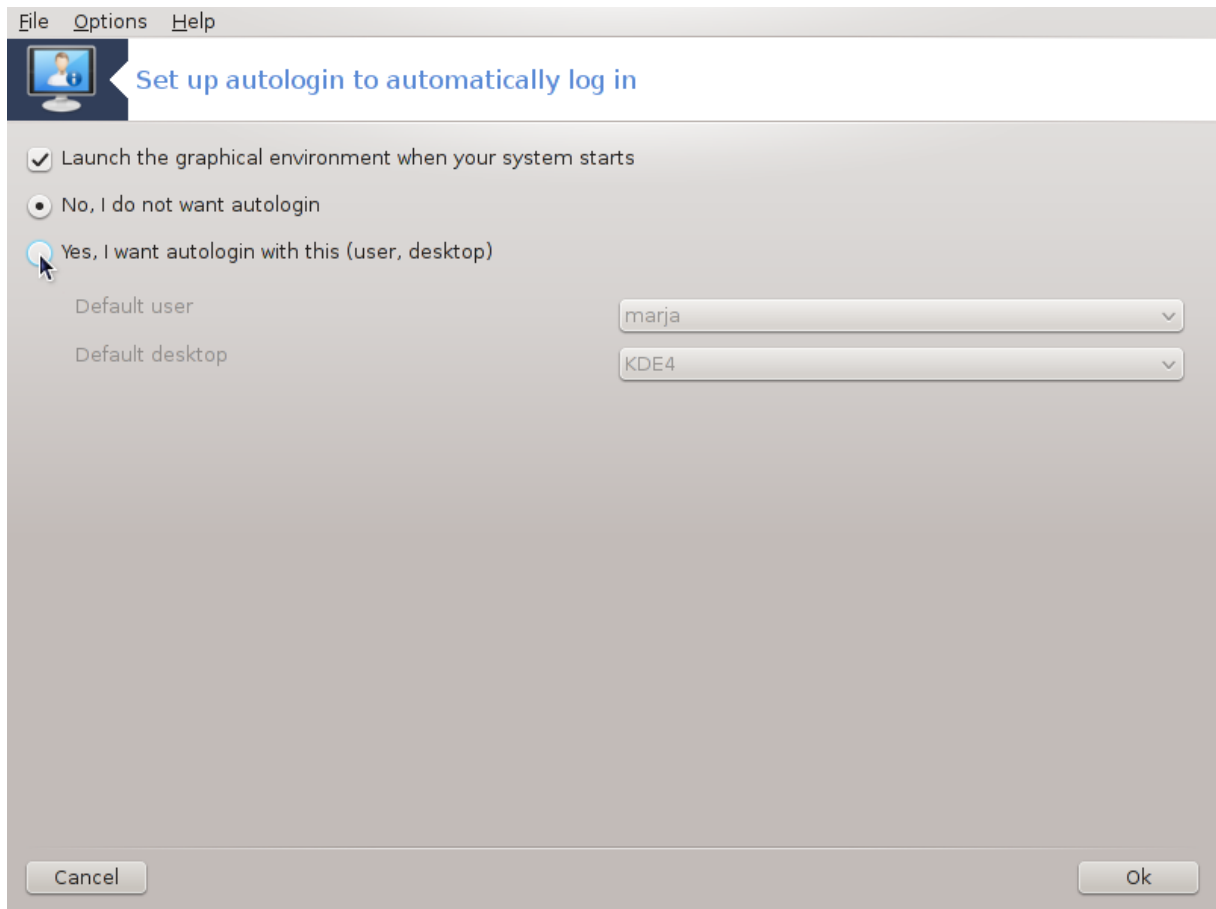 File Options Help
Set up autologin to automatically log in
Launch the graphical environment when your system starts
No, I do not want autologin
Yes, I want autologin with this (user, desktop)
Default user marja
Default desktop KDE4
Cancel Ok